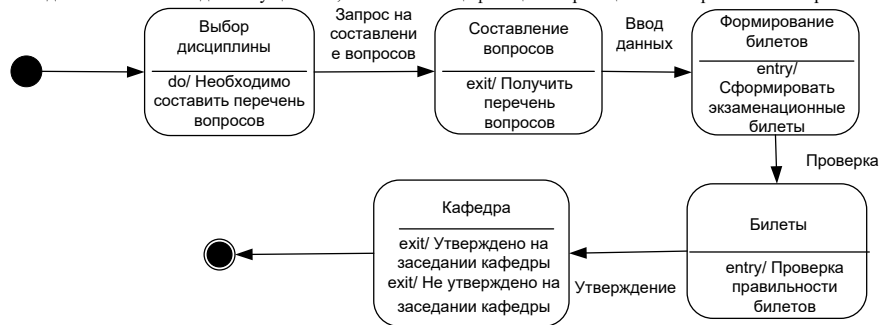 Выбор
дисциплины
do/ Необходимо
составить перечень
вопросов
Запрос на
составлени
е вопросов
Составление
вопросов
exit/ Получить
перечень
вопросов
Ввод
данных
Формирование
билетов
entry/
Сформировать
экзаменационные
билеты
Проверка
Билеты
entry/ Проверка
правильности
билетов
Утверждение
Кафедра
exit/ Утверждено на
заседании кафедры
exit/ Не утверждено на
заседании кафедры